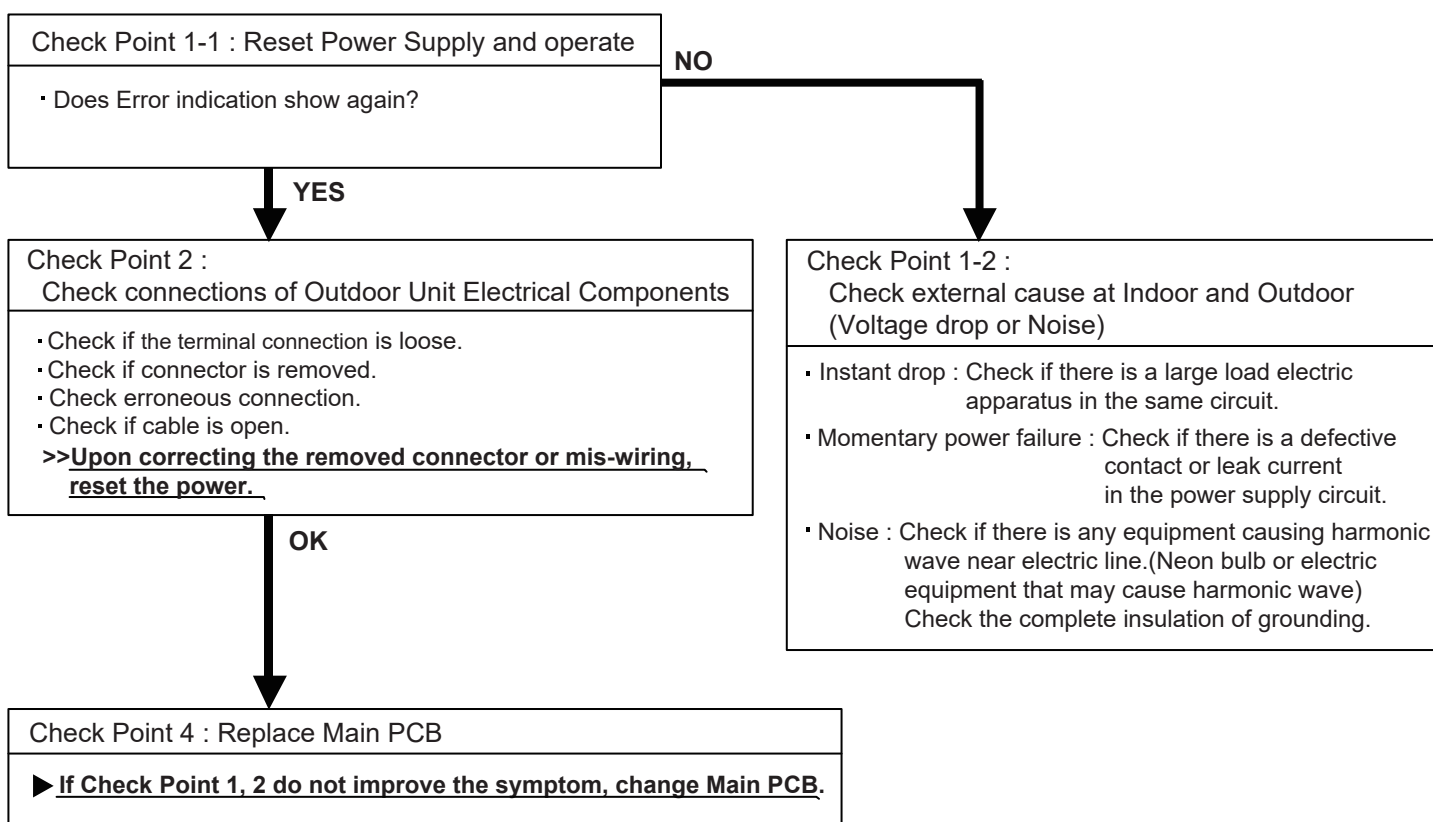 Check Point 1-1 : Reset Power Supply and operate
· Does Error indication show again?
NO
YES
Check Point 2 :
Check connections of Outdoor Unit Electrical Components
· Check if the terminal connection is loose.
· Check if connector is removed.
· Check erroneous connection.
· Check if cable is open.
>>Upon correcting the removed connector or mis-wiring,
reset the power.
Check Point 1-2 :
Check external cause at Indoor and Outdoor
(Voltage drop or Noise)
· Instant drop : Check if there is a large load electric
apparatus in the same circuit.
· Momentary power failure : Check if there is a defective
contact or leak current
in the power supply circuit.
· Noise : Check if there is any equipment causing harmonic
wave near electric line.(Neon bulb or electric
equipment that may cause harmonic wave)
Check the complete insulation of grounding.
OK
Check Point 4 : Replace Main PCB
▶ If Check Point 1, 2 do not improve the symptom, change Main PCB.